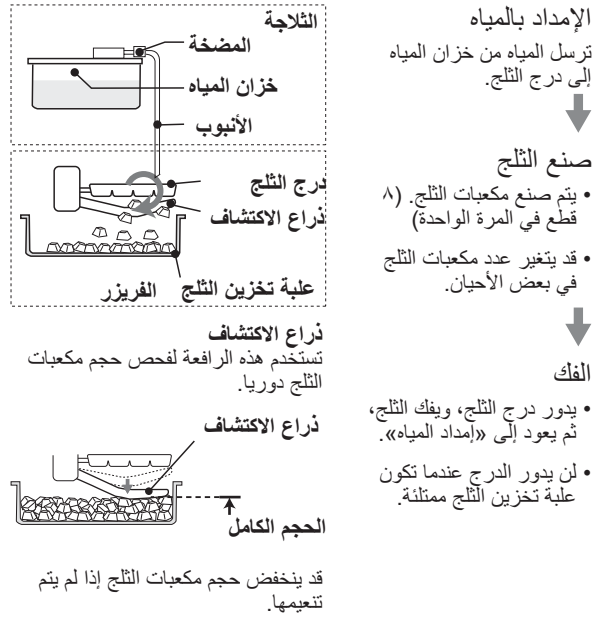 الإمداد بالمياه
ترسل المياه من خزان المياه
إلى درج الثلج.
صنع الثلج
• يتم صنع مكعبات الثلج. (٨
قطع في المرة الواحدة)
• قد يتغير عدد مكعبات الثلج
في بعض الأحيان.
الفك
• يدور درج الثلج، ويفك الثلج،
ثم يعود إلى «إمداد المياه».
• لن يدور الدرج عندما تكون
علبة تخزين الثلج ممتلئة.
الثلاجة
المضخة
خزان المياه
الأنبوب
درج الثلج
ذراع الاكتشاف
علبة تخزين الثلج
الفريزر
ذراع الاكتشاف
تستخدم هذه الرافعة لفحص حجم مكعبات
الثلج دوريا.
ذراع الاكتشاف
الحجم الكامل
قد ينخفض حجم مكعبات الثلج إذا لم يتم
تنعيمها.